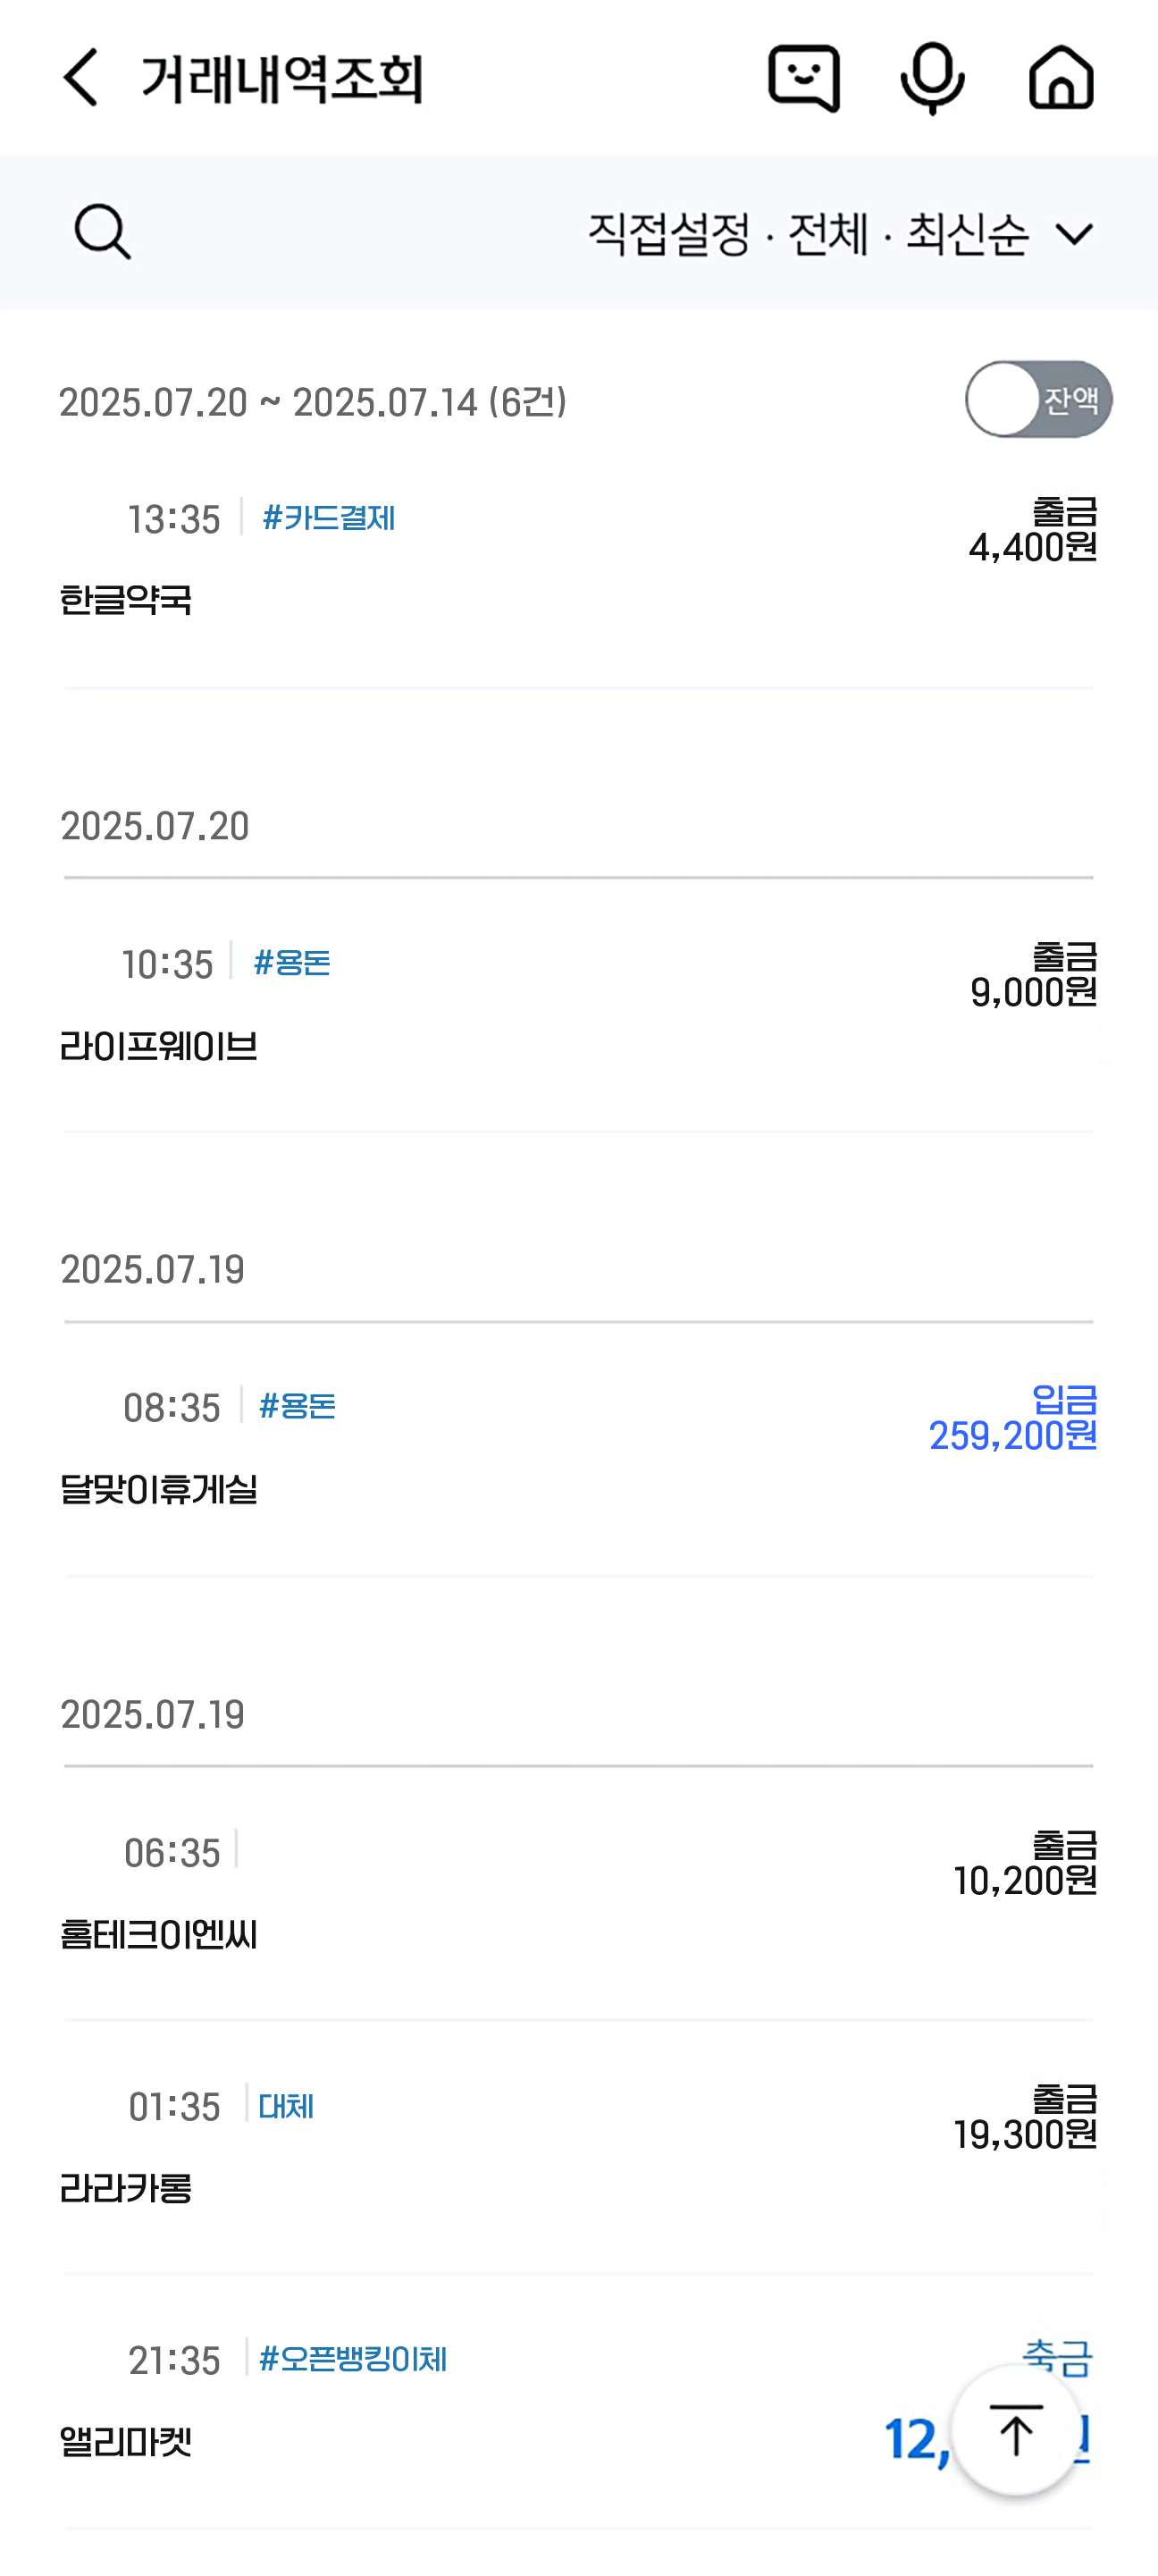 거래내역조회
직접설정 · 전체 · 최신순
2025.07.20 ~ 2025.07.14 (6건)
잔액
13:35 #카드결제
출금
4,400원
한글약국
2025.07.20
10:35 #용돈
출금
9,000원
라이프웨이브
2025.07.19
08:35 #용돈
입금
259,200원
달맞이휴게실
2025.07.19
06:35
출금
10,200원
홈테크이엔씨
01:35 대체
출금
19,300원
라라카롱
21:35 #오픈뱅킹이체
앨리마켓
12,